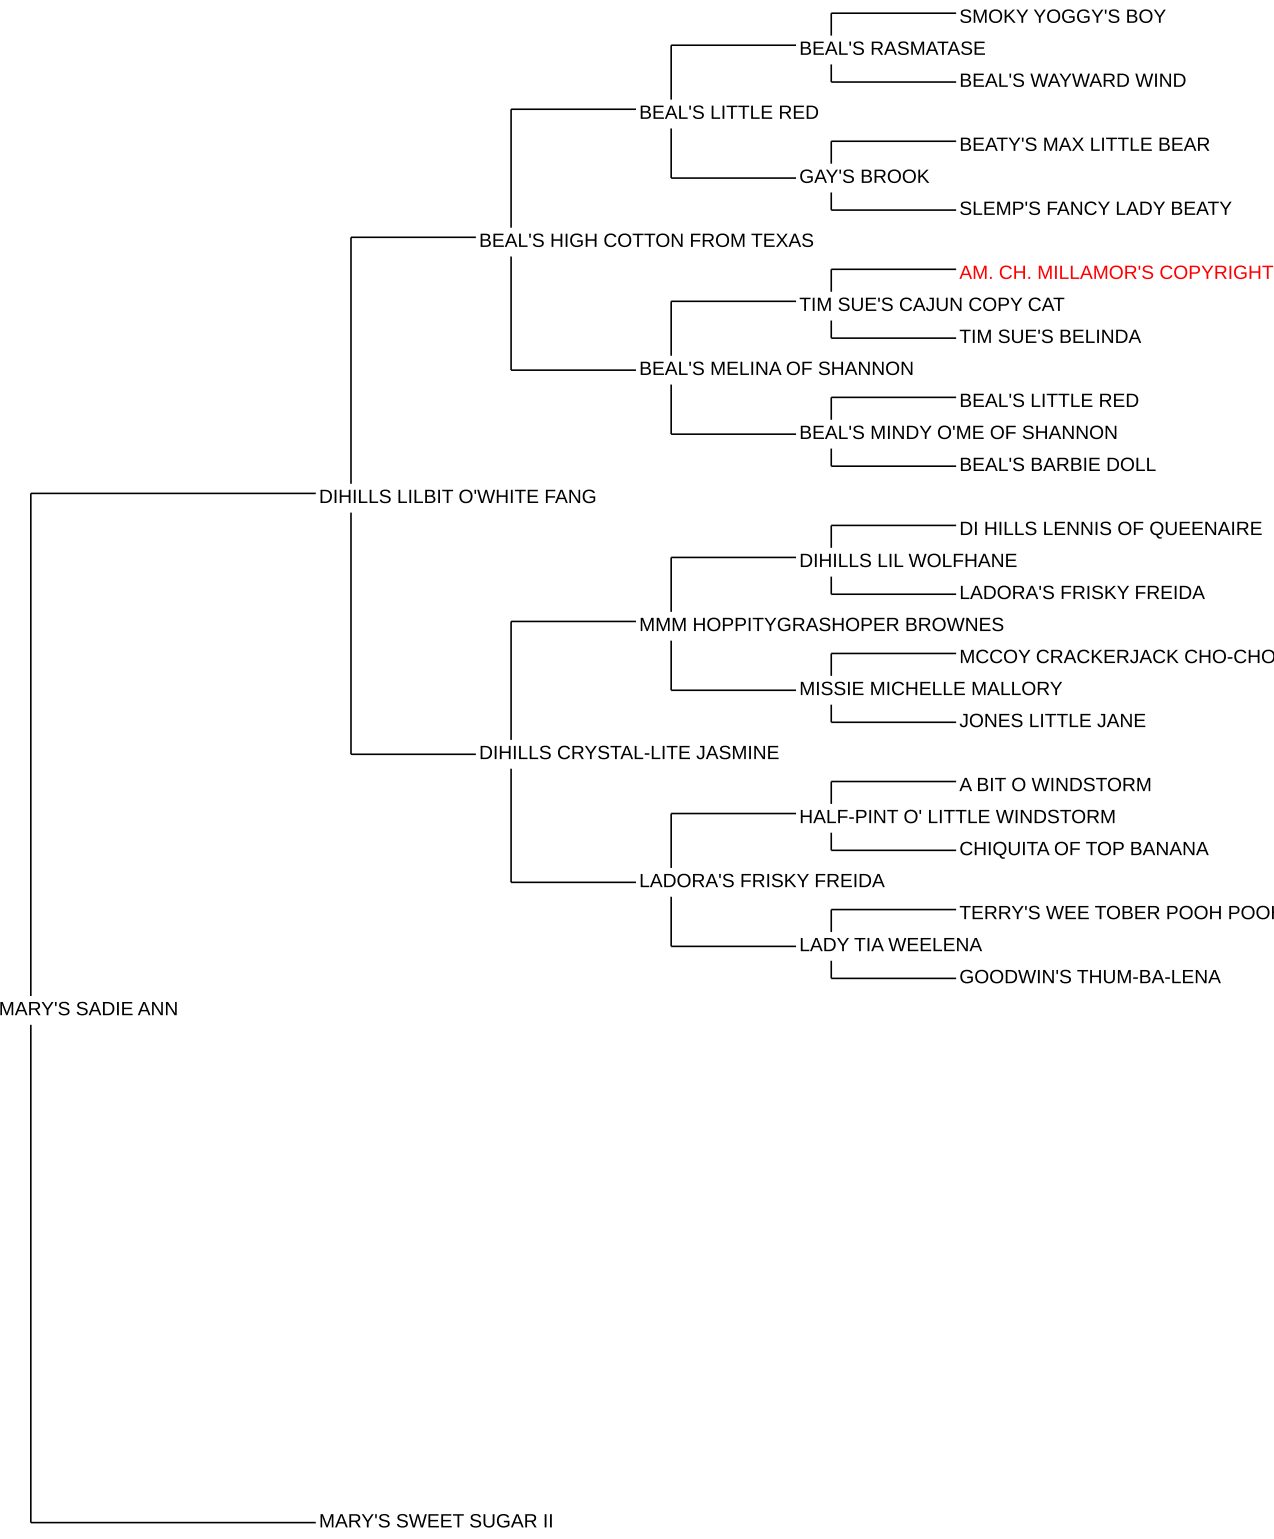 SMOKY YOGGY'S BOY
BEAL'S RASMATASE
BEAL'S WAYWARD WIND
BEAL'S LITTLE RED
BEATY'S MAX LITTLE BEAR
GAY'S BROOK
SLEMP'S FANCY LADY BEATY
BEAL'S HIGH COTTON FROM TEXAS
AM. CH. MILLAMOR'S COPYRIGHT
TIM SUE'S CAJUN COPY CAT
TIM SUE'S BELINDA
BEAL'S MELINA OF SHANNON
BEAL'S LITTLE RED
BEAL'S MINDY O'ME OF SHANNON
BEAL'S BARBIE DOLL
DIHILLS LILBIT O'WHITE FANG
DI HILLS LENNIS OF QUEENAIRE
DIHILLS LIL WOLFHANE
LADORA'S FRISKY FREIDA
MMM HOPPITYGRASHOPER BROWNES
MCCOY CRACKERJACK CHO-CHO
MISSIE MICHELLE MALLORY
JONES LITTLE JANE
DIHILLS CRYSTAL-LITE JASMINE
A BIT O WINDSTORM
HALF-PINT O' LITTLE WINDSTORM
CHIQUITA OF TOP BANANA
LADORA'S FRISKY FREIDA
TERRY'S WEE TOBER POOH
LADY TIA WEELENA
GOODWIN'S THUM-BA-LENA
MARY'S SADIE ANN
MARY'S SWEET SUGAR II